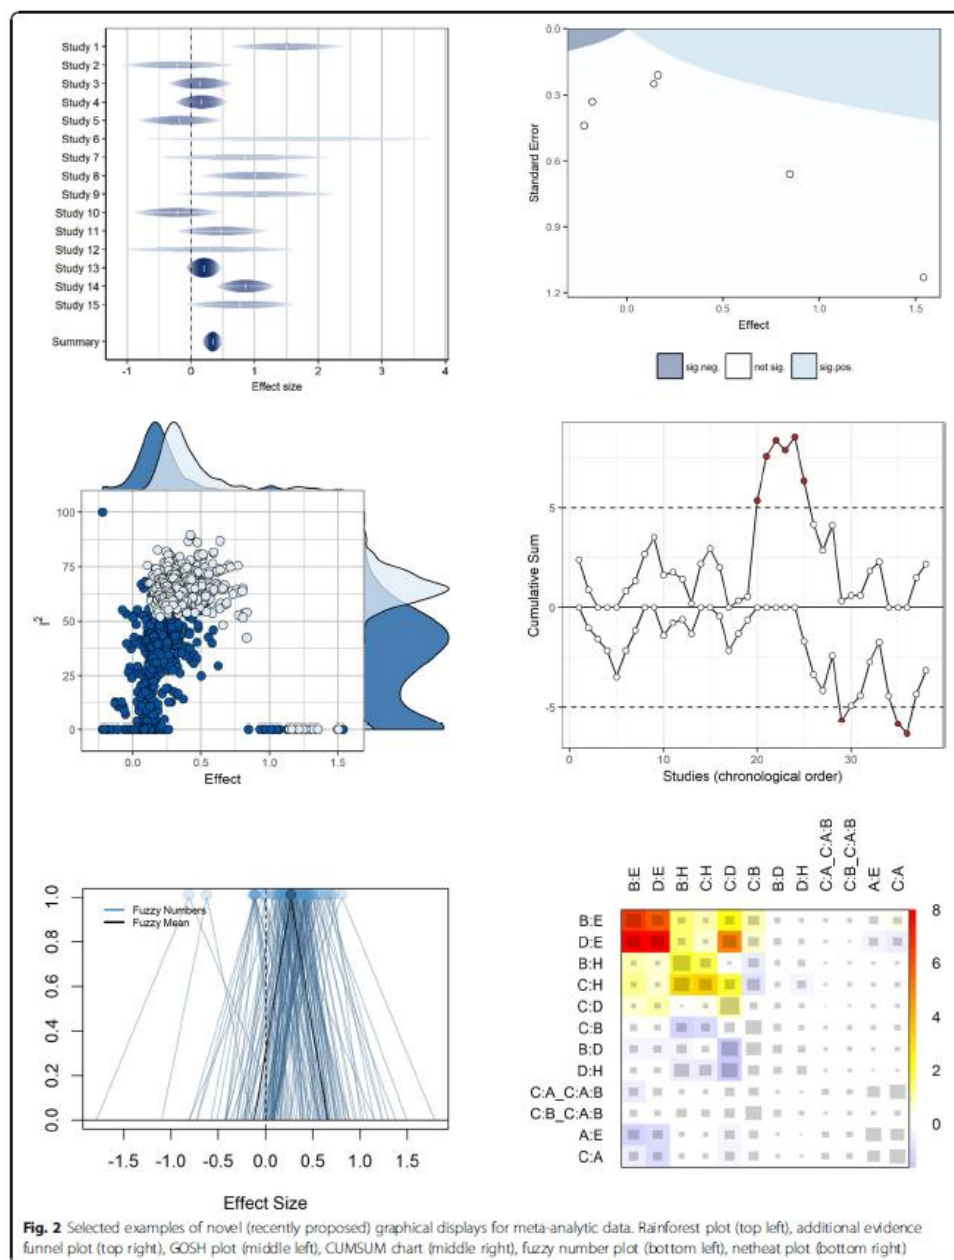 Study 1
Study 2
Study 3
Study 4
Study 5
Study 6
Study 7
Study 8
Study 9
Study 10
Study 11
Study 12
Study 13
Study 14
Study 15
Summary
-1 0 1 2 3 4
Effect size
0.0
0.3
0.6
0.9
1.2
Standard Error
0.0 0.5 1.0 1.5
Effect
sig.neg. not sig. sig.pos.
100
75
50
25
0
I²
0.0 0.5 1.0 1.5
Effect
5
0
-5
Cumulative Sum
0 10 20 30
Studies (chronological order)
1.0
0.8
0.6
0.4
0.2
0.0
Fuzzy Numbers
Fuzzy Mean
-1.5 -1.0 -0.5 0.0 0.5 1.0 1.5
Effect Size
B:E D:E B:H C:H C:D C:B B:D D:H C:A_C:A:B C:B_C:A:B A:E C:A
B:E
D:E
B:H
C:H
C:D
C:B
B:D
D:H
C:A_C:A:B
C:B_C:A:B
A:E
C:A
8
6
4
2
0
Fig. 2 Selected examples of novel (recently proposed) graphical displays for meta-analytic data. Rainforest plot (top left), additional evidence
funnel plot (top right), GOSH plot (middle left), CUMSUM chart (middle right), fuzzy number plot (bottom left), netheat plot (bottom right)